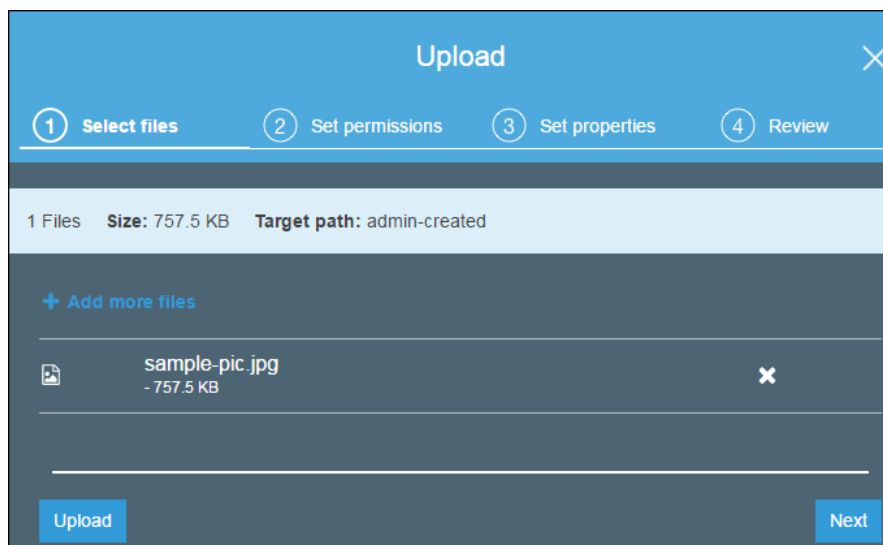 Upload
1 Select files 2 Set permissions 3 Set properties 4 Review
1 Files Size: 757.5 KB Target path: admin-created
+ Add more files
sample-pic.jpg
- 757.5 KB
Upload Next